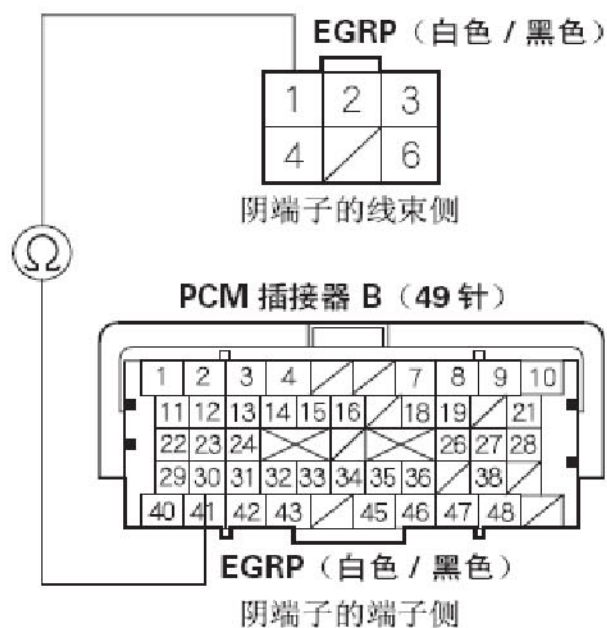 EGRP（白色 / 黑色）
1 2 3
4 6
阴端子的线束侧
Ω
PCM 插接器 B（49 针）
1 2 3 4 7 8 9 10
11 12 13 14 15 16 18 19 21
22 23 24 26 27 28
29 30 31 32 33 34 35 36 38
40 41 42 43 45 46 47 48
EGRP（白色 / 黑色）
阴端子的端子侧